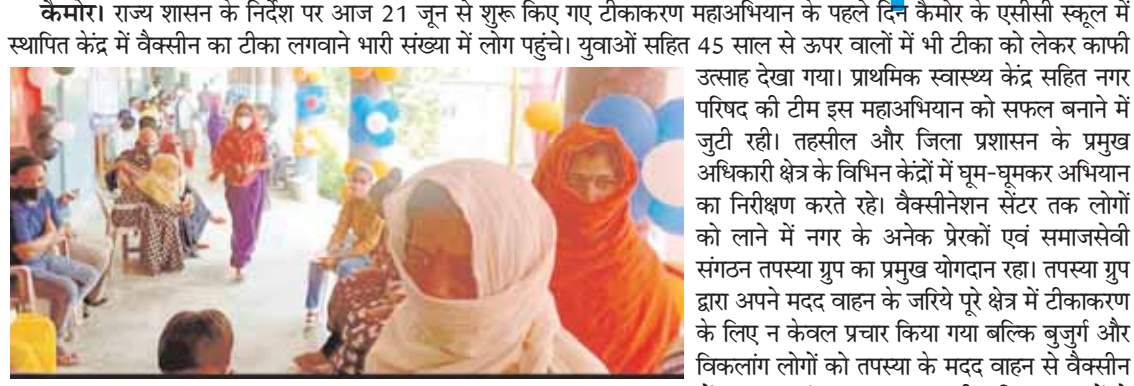 कैमोर। राज्य शासन के निर्देश पर आज 21 जून से शुरू किए गए टीकाकरण महाअभियान के पहले दिन कैमोर के एसीसी स्कूल में
स्थापित केंद्र में वैक्सीन का टीका लगवाने भारी संख्या में लोग पहुंचे। युवाओं सहित 45 साल से ऊपर वालों में भी टीका को लेकर काफी
उत्साह देखा गया। प्राथमिक स्वास्थ्य केंद्र सहित नगर
परिषद की टीम इस महाअभियान को सफल बनाने में
जुटी रही। तहसील और जिला प्रशासन के प्रमुख
अधिकारी क्षेत्र के विभिन केंद्रों में घूम-घूमकर अभियान
का निरीक्षण करते रहे। वैक्सीनेशन सेंटर तक लोगों
को लाने में नगर के अनेक प्रेरकों एवं समाजसेवी
संगठन तपस्या ग्रुप का प्रमुख योगदान रहा। तपस्या ग्रुप
द्वारा अपने मदद वाहन के जरिये पूरे क्षेत्र में टीकाकरण
के लिए न केवल प्रचार किया गया बल्कि बुजुर्ग और
विकलांग लोगों को तपस्या के मदद वाहन से वैक्सीन